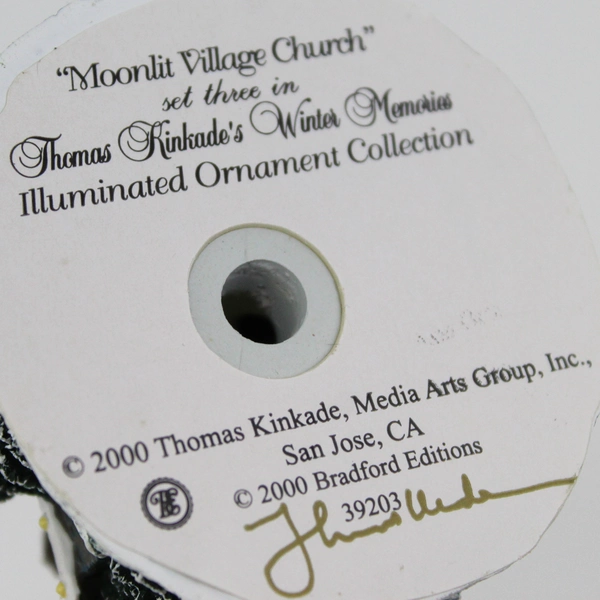 “Moonlit Village Church”
set three in
Thomas Kinkade's Winter Memories
Illuminated Ornament Collection
© 2000 Thomas Kinkade, Media Arts Group, Inc.,
San Jose, CA
© 2000 Bradford Editions
39203